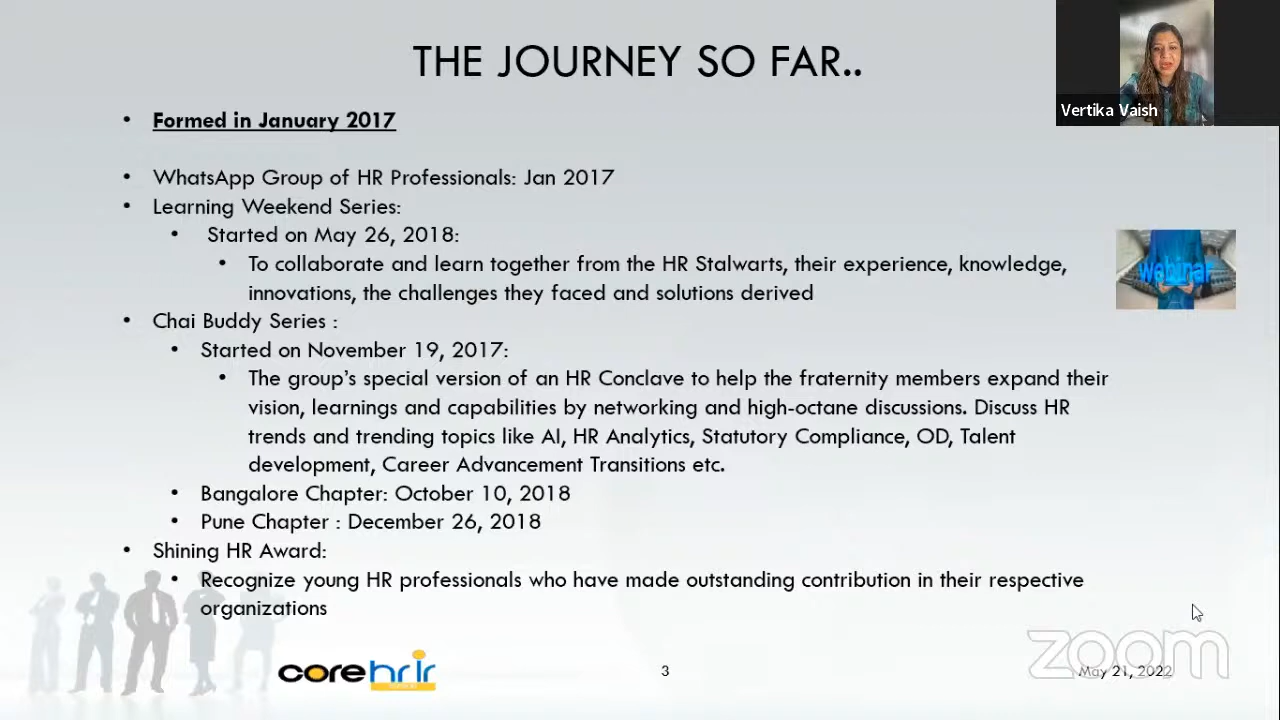 THE JOURNEY SO FAR..
Vertika Vaish
• Formed in January 2017
• WhatsApp Group of HR Professionals: Jan 2017
• Learning Weekend Series:
• Started on May 26, 2018:
• To collaborate and learn together from the HR Stalwarts, their experience, knowledge,
innovations, the challenges they faced and solutions derived
webinar
• Chai Buddy Series :
• Started on November 19, 2017:
• The group's special version of an HR Conclave to help the fraternity members expand their
vision, learnings and capabilities by networking and high-octane discussions. Discuss HR
trends and trending topics like AI, HR Analytics, Statutory Compliance, OD, Talent
development, Career Advancement Transitions etc.
• Bangalore Chapter: October 10, 2018
• Pune Chapter : December 26, 2018
• Shining HR Award:
• Recognize young HR professionals who have made outstanding contribution in their respective
organizations
corehrir
3
zoom
May 21, 2022